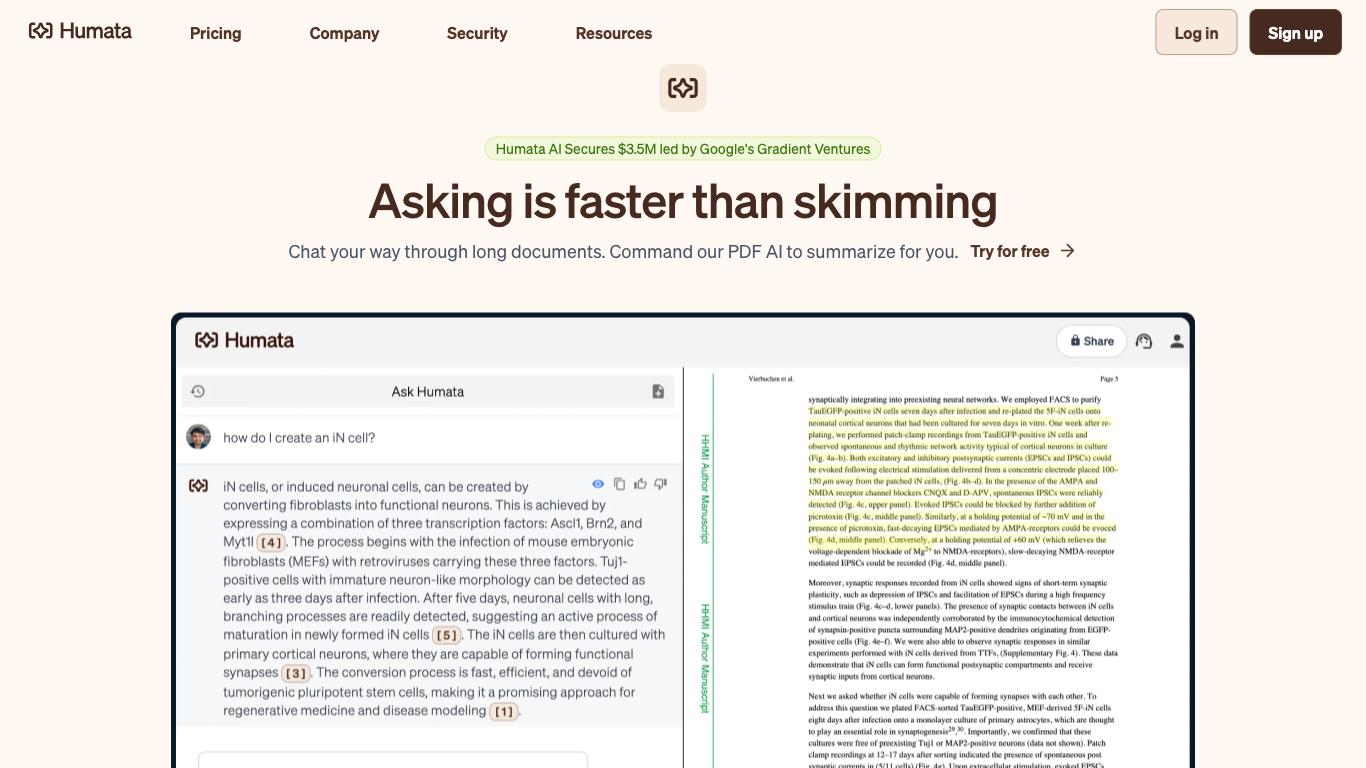 Humata
Pricing
Company
Security
Resources
Log in
Sign up
Humata AI Secures $3.5M led by Google's Gradient Ventures
Asking is faster than skimming
Chat your way through long documents. Command our PDF AI to summarize for you. Try for free
Humata
Share
Ask Humata
how do I create an iN cell?
iN cells, or induced neuronal cells, can be created by
converting fibroblasts into functional neurons. This is achieved by
expressing a combination of three transcription factors: Ascl1, Brn2, and
Myt1l [4]. The process begins with the infection of mouse embryonic
fibroblasts (MEFs) with retroviruses carrying these three factors. Tuj1-
positive cells with immature neuron-like morphology can be detected as
early as three days after infection. After five days, neuronal cells with long,
branching processes are readily detected, suggesting an active process of
maturation in newly formed iN cells [5]. The iN cells are then cultured with
primary cortical neurons, where they are capable of forming functional
synapses [3]. The conversion process is fast, efficient, and devoid of
tumorigenic pluripotent stem cells, making it a promising approach for
regenerative medicine and disease modeling [1].
HHMI Author Manuscript
HHMI Author Manuscript
Vierbuchen et al.
Page 5
synaptically integrating into preexisting neural networks. We employed FACS to purify
TauEGFP-positive iN cells seven days after infection and re-plated the 5F-iN cells onto
neonatal cortical neurons that had been cultured for seven days in vitro. One week after re-
plating, we performed patch-clamp recordings from TauEGFP-positive iN cells and
observed spontaneous and rhythmic network activity typical of cortical neurons in culture
(Fig. 4a–b). Both excitatory and inhibitory postsynaptic currents (EPSCs and IPSCs) could
be evoked following electrical stimulation delivered from a concentric electrode placed 100–
150 μm away from the patched iN cells, (Fig. 4b–d). In the presence of the AMPA and
NMDA receptor channel blockers CNQX and D-APV, spontaneous IPSCs were reliably
detected (Fig. 4c, upper panel). Evoked IPSCs could be blocked by further addition of
picrotoxin (Fig. 4c, middle panel). Similarly, at a holding potential of −70 mV and in the
presence of picrotoxin, fast-decaying EPSCs mediated by AMPA-receptors could be evoced
(Fig. 4d, middle panel). Conversely, at a holding potential of +60 mV (which relieves the
voltage-dependent blockade of Mg2+ to NMDA-receptors), slow-decaying NMDA-receptor
mediated EPSCs could be recorded (Fig. 4d, middle panel).
Moreover, synaptic responses recorded from iN cells showed signs of short-term synaptic
plasticity, such as depression of IPSCs and facilitation of EPSCs during a high frequency
stimulus train (Fig. 4c–d, lower panels). The presence of synaptic contacts between iN cells
and cortical neurons was independently corroborated by the immunocytochemical detection
of synapsin-positive puncta surrounding MAP2-positive dendrites originating from EGFP-
positive cells (Fig. 4e–f). We were also able to observe synaptic responses in similar
experiments performed with iN cells derived from TTFs, (Supplementary Fig. 4). These data
demonstrate that iN cells can form functional postsynaptic compartments and receive
synaptic inputs from cortical neurons.
Next we asked whether iN cells were capable of forming synapses with each other. To
address this question we plated FACS-sorted TauEGFP-positive, MEF-derived 5F-iN cells
eight days after infection onto a monolayer culture of primary astrocytes, which are thought
to play an essential role in synaptogenesis29,30. Importantly, we confirmed that these
cultures were free of preexisting Tuj1 or MAP2-positive neurons (data not shown). Patch
clamp recordings at 12–17 days after sorting indicated the presence of spontaneous post
synaptic currents in (5/11 cells) (Fig. 4g). Upon extracellular stimulation, evoked EPSCs